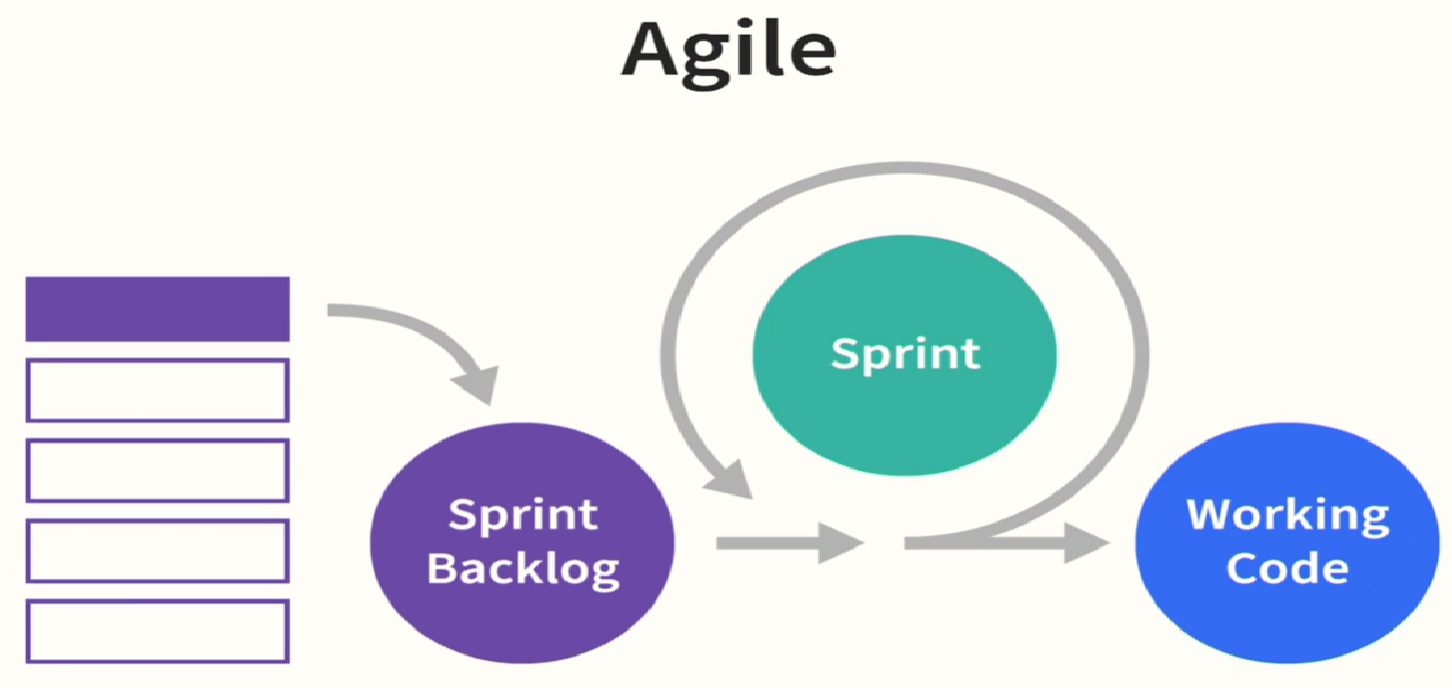 Agile
Sprint
Sprint
Backlog
Working
Code